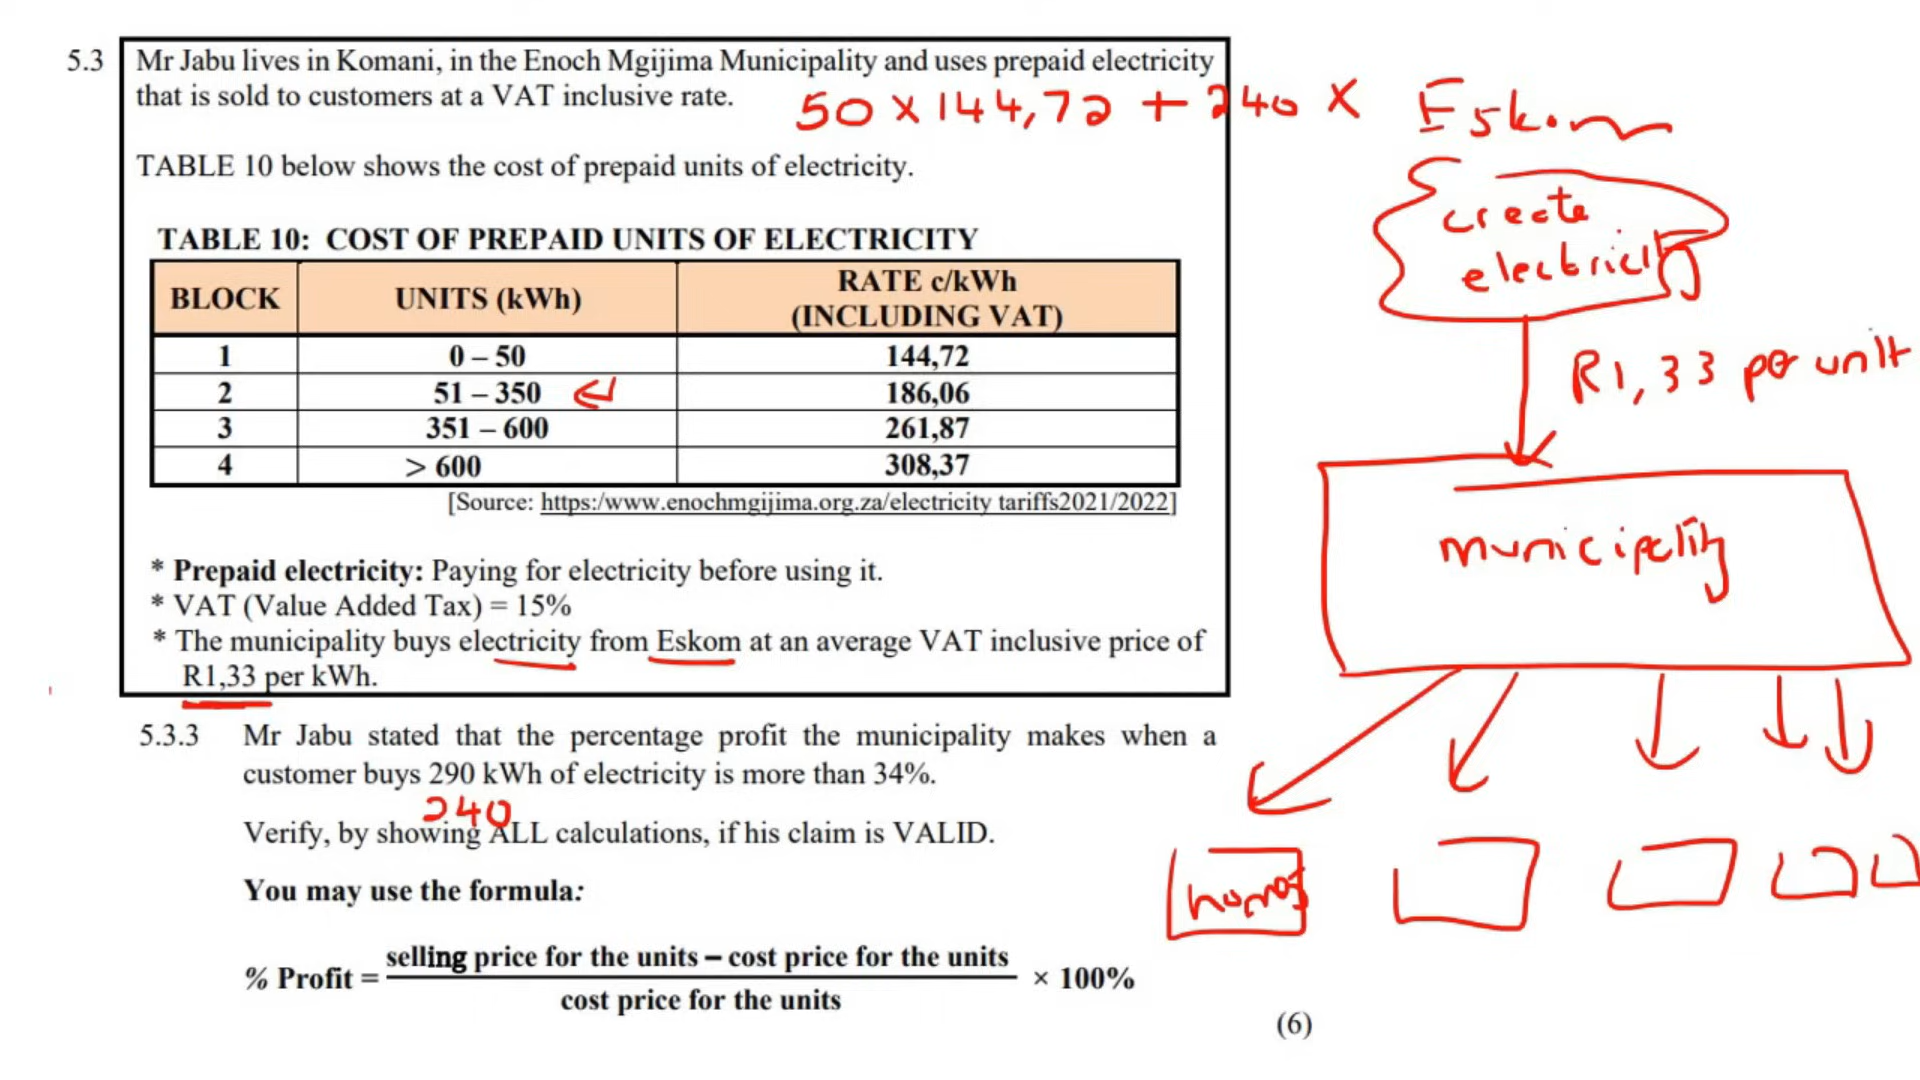 5.3 Mr Jabu lives in Komani, in the Enoch Mgijima Municipality and uses prepaid electricity
that is sold to customers at a VAT inclusive rate.
50 x 144,72 + 240 x
Eskom
create
electricity
R1,33 per unit
municipality
homes
TABLE 10 below shows the cost of prepaid units of electricity.
TABLE 10: COST OF PREPAID UNITS OF ELECTRICITY
BLOCK UNITS (kWh) RATE c/kWh
(INCLUDING VAT)
1 0 – 50 144,72
2 51 – 350 186,06
3 351 – 600 261,87
4 > 600 308,37
[Source: https:/www.enochmgijima.org.za/electricity tariffs2021/2022]
* Prepaid electricity: Paying for electricity before using it.
* VAT (Value Added Tax) = 15%
* The municipality buys electricity from Eskom at an average VAT inclusive price of
R1,33 per kWh.
5.3.3 Mr Jabu stated that the percentage profit the municipality makes when a
customer buys 290 kWh of electricity is more than 34%.
240
Verify, by showing ALL calculations, if his claim is VALID.
You may use the formula:
% Profit = selling price for the units – cost price for the units × 100%
cost price for the units
(6)